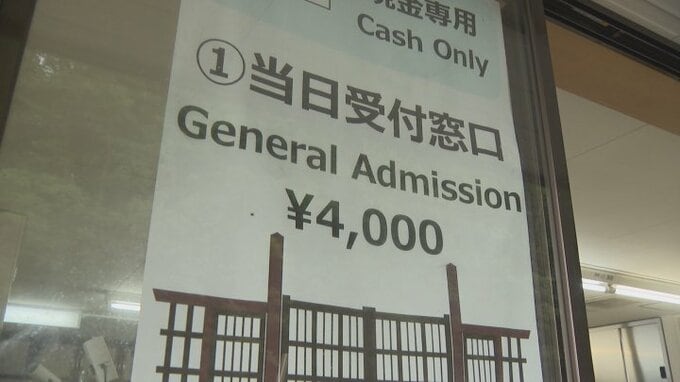 現金専用
Cash Only
①当日受付窓口
General Admission
¥4,000